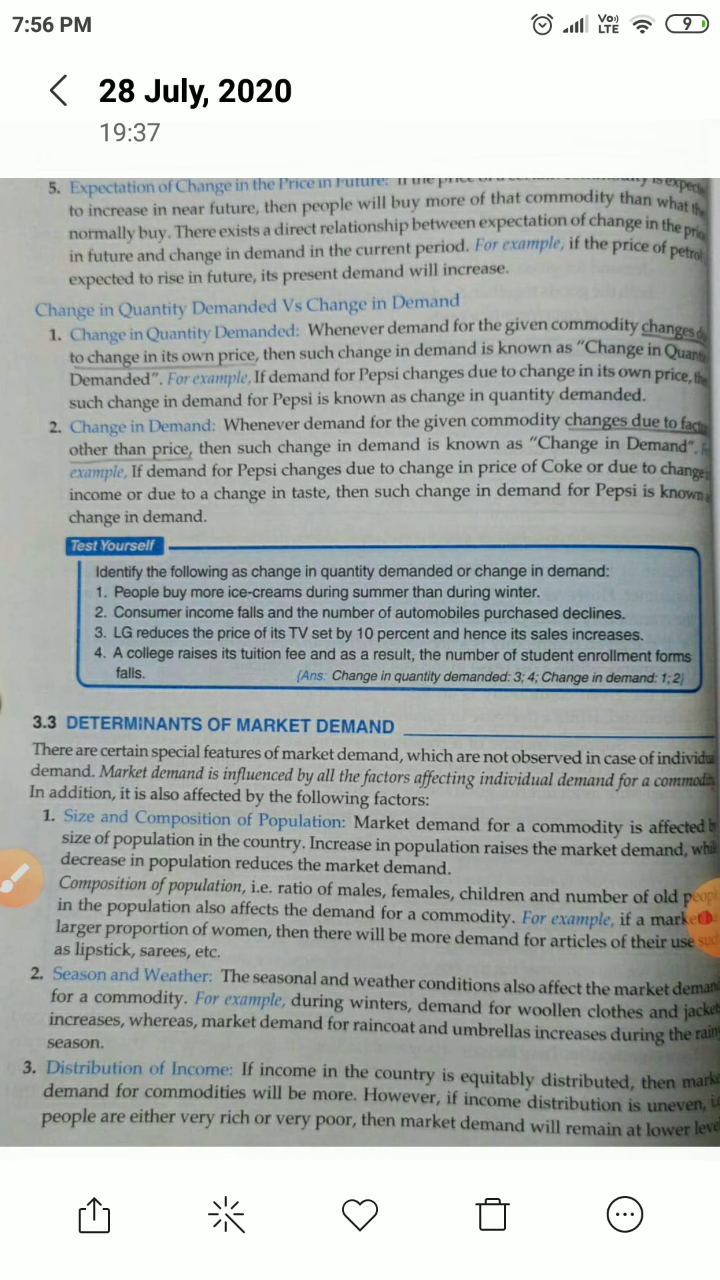 7:56 PM
Vo)) LTE
9
28 July, 2020
19:37
5. Expectation of Change in the Price in Future: If the price of a
to increase in near future, then people will buy more of that commodity than what
normally buy. There exists a direct relationship between expectation of change in the
in future and change in demand in the current period. For example, if the price of petrol
expected to rise in future, its present demand will increase.
Change in Quantity Demanded Vs Change in Demand
1. Change in Quantity Demanded: Whenever demand for the given commodity changes
to change in its own price, then such change in demand is known as “Change in
Demanded”. For example, If demand for Pepsi changes due to change in its own price,
such change in demand for Pepsi is known as change in quantity demanded.
2. Change in Demand: Whenever demand for the given commodity changes due to
other than price, then such change in demand is known as “Change in Demand”.
example, If demand for Pepsi changes due to change in price of Coke or due to change
income or due to a change in taste, then such change in demand for Pepsi is known
change in demand.
Test Yourself
Identify the following as change in quantity demanded or change in demand:
1. People buy more ice-creams during summer than during winter.
2. Consumer income falls and the number of automobiles purchased declines.
3. LG reduces the price of its TV set by 10 percent and hence its sales increases.
4. A college raises its tuition fee and as a result, the number of student enrollment forms
falls. (Ans: Change in quantity demanded: 3; 4; Change in demand: 1; 2)
3.3 DETERMINANTS OF MARKET DEMAND
There are certain special features of market demand, which are not observed in case of
demand. Market demand is influenced by all the factors affecting individual demand for a
In addition, it is also affected by the following factors:
1. Size and Composition of Population: Market demand for a commodity is affected
size of population in the country. Increase in population raises the market demand,
decrease in population reduces the market demand.
Composition of population, i.e. ratio of males, females, children and number of old
in the population also affects the demand for a commodity. For example, if a
larger proportion of women, then there will be more demand for articles of their use
as lipstick, sarees, etc.
2. Season and Weather: The seasonal and weather conditions also affect the market
for a commodity. For example, during winters, demand for woollen clothes and
increases, whereas, market demand for raincoat and umbrellas increases during the
season.
3. Distribution of Income: If income in the country is equitably distributed, then
demand for commodities will be more. However, if income distribution is uneven,
people are either very rich or very poor, then market demand will remain at lower